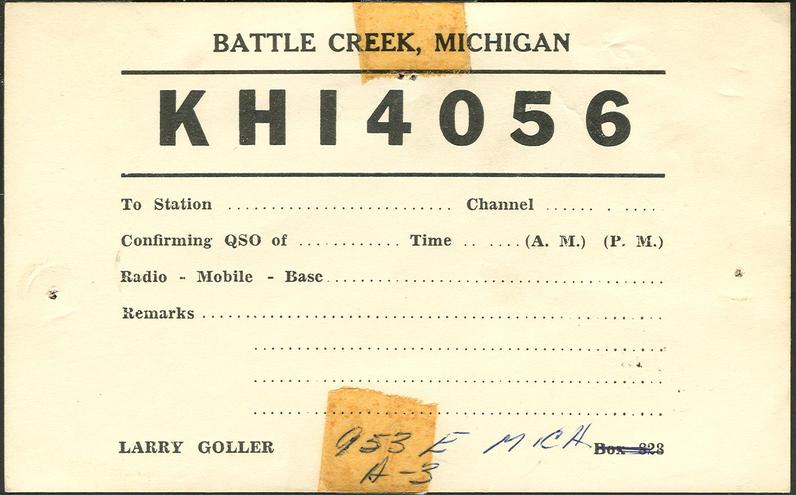 BATTLE CREEK, MICHIGAN
KHI4056
To Station ............................ Channel ...... . ....
Confirming QSO of ............ Time .. .....(A. M.) (P. M.)
Radio - Mobile - Base..........................................
Remarks ..........................................................
....................................................
....................................................
....................................................
LARRY GOLLER 953 E MICH Box 823
A-3